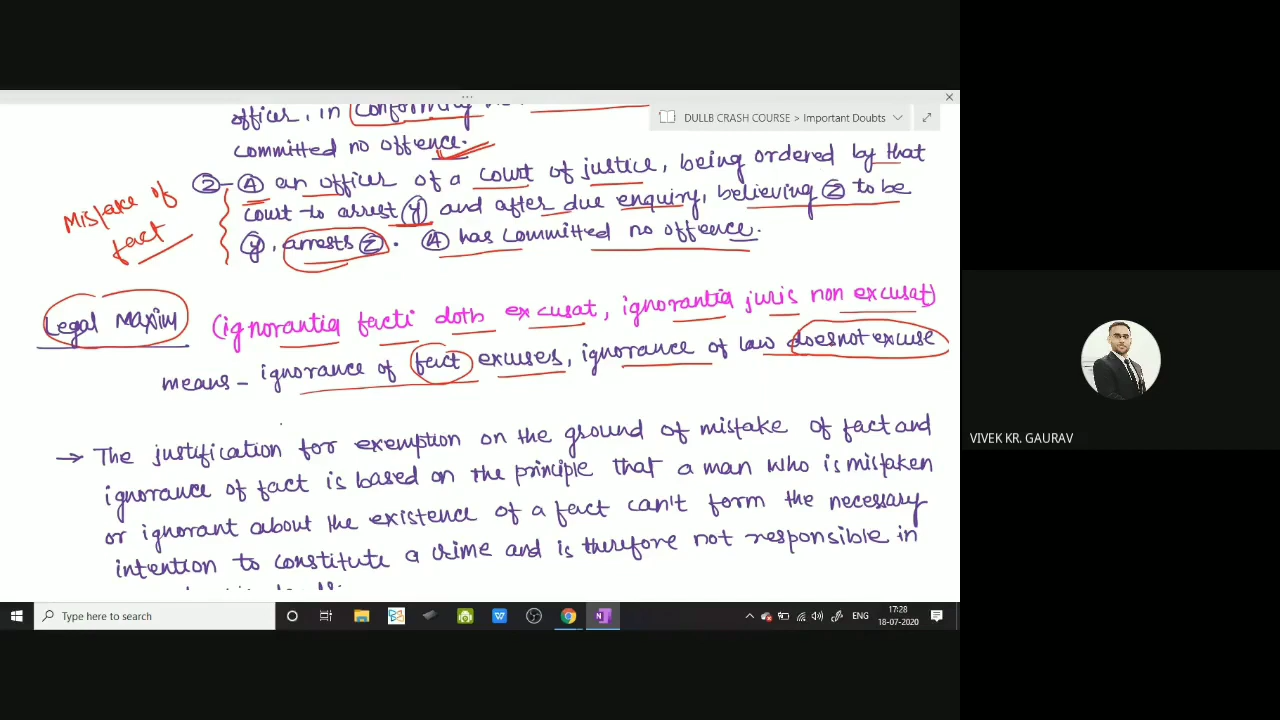 officer, in conforming
DULLB CRASH COURSE > Important Doubts
committed no offence.
Mistake of fact
② - Ⓐ an officer of a court of justice, being ordered by that
court to arrest ⓨ and after due enquiry, believing ⓩ to be
ⓨ, arrests ⓩ. Ⓐ has committed no offence.
Legal Maxim (ignorantia facti doth excusat, ignorantia juris non excusat)
means - ignorance of fact excuses, ignorance of law doesnot excuse
→ The justification for exemption on the ground of mistake of fact and
ignorance of fact is based on the principle that a man who is mistaken
or ignorant about the existence of a fact can't form the necessary
intention to constitute a crime and is therefore not responsible in
VIVEK KR. GAURAV
Type here to search
ENG
17:28
18-07-2020